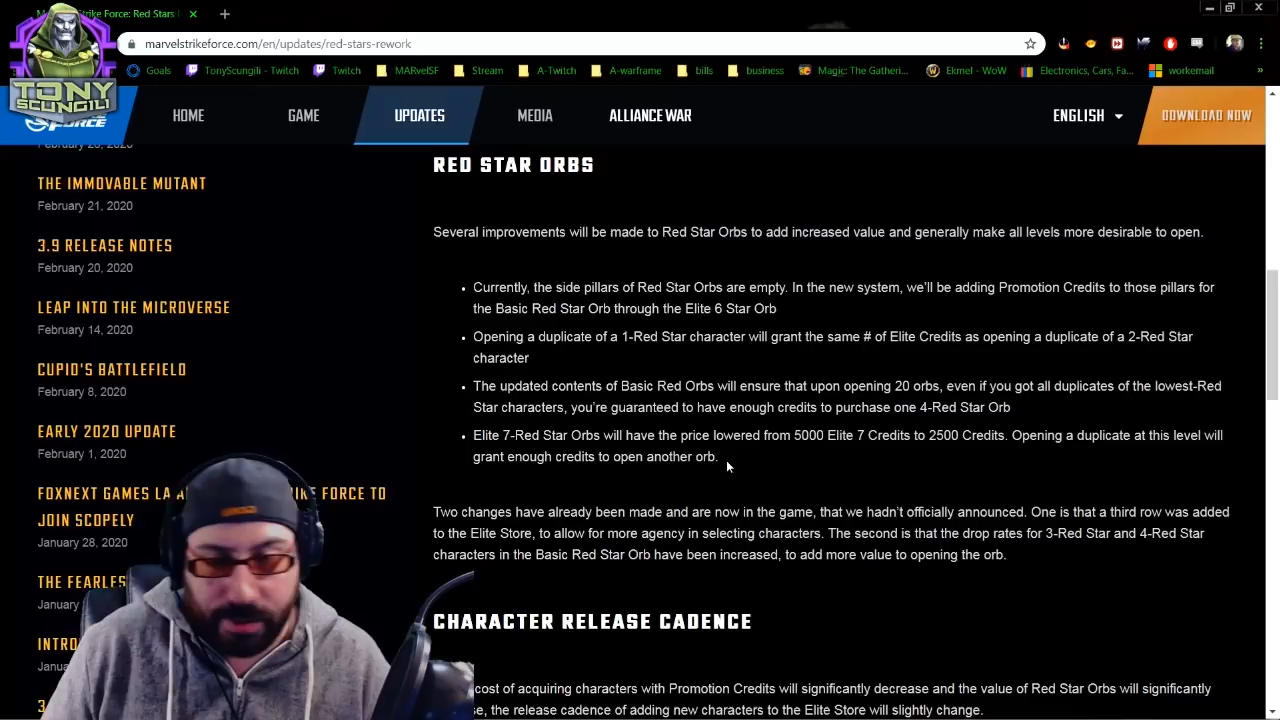 Strike Force: Red Stars
marvelstrikeforce.com/en/updates/red-stars-rework
Goals
TonyScungili - Twitch
Twitch
MARvelSF
Stream
A-Twitch
A-warframe
bills
business
Magic: The Gatheri...
Ekmel - WoW
Electronics, Cars, Fa...
workemail
»
TONY
SCUNGILI
FORCE
HOME
GAME
UPDATES
MEDIA
ALLIANCE WAR
ENGLISH
DOWNLOAD NOW
THE IMMOVABLE MUTANT
February 21, 2020
3.9 RELEASE NOTES
February 20, 2020
LEAP INTO THE MICROVERSE
February 14, 2020
CUPID'S BATTLEFIELD
February 8, 2020
EARLY 2020 UPDATE
February 1, 2020
FOXNEXT GAMES LA A IKE FORCE TO
JOIN SCOPELY
January 28, 2020
THE FEARLES
January
INTRO
Janua
3
RED STAR ORBS
Several improvements will be made to Red Star Orbs to add increased value and generally make all levels more desirable to open.
• Currently, the side pillars of Red Star Orbs are empty. In the new system, we'll be adding Promotion Credits to those pillars for
the Basic Red Star Orb through the Elite 6 Star Orb
• Opening a duplicate of a 1-Red Star character will grant the same # of Elite Credits as opening a duplicate of a 2-Red Star
character
• The updated contents of Basic Red Orbs will ensure that upon opening 20 orbs, even if you got all duplicates of the lowest-Red
Star characters, you're guaranteed to have enough credits to purchase one 4-Red Star Orb
• Elite 7-Red Star Orbs will have the price lowered from 5000 Elite 7 Credits to 2500 Credits. Opening a duplicate at this level will
grant enough credits to open another orb.
Two changes have already been made and are now in the game, that we hadn't officially announced. One is that a third row was added
to the Elite Store, to allow for more agency in selecting characters. The second is that the drop rates for 3-Red Star and 4-Red Star
characters in the Basic Red Star Orb have been increased, to add more value to opening the orb.
CHARACTER RELEASE CADENCE
cost of acquiring characters with Promotion Credits will significantly decrease and the value of Red Star Orbs will significantly
se, the release cadence of adding new characters to the Elite Store will slightly change.